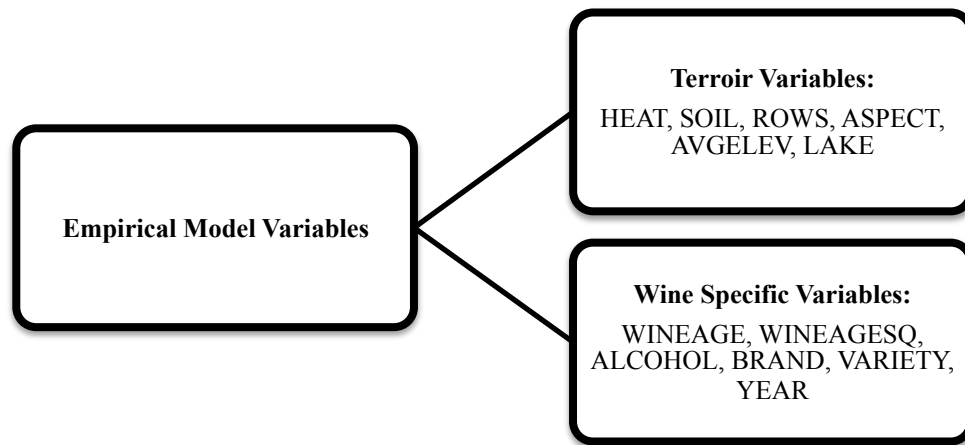 Empirical Model Variables
Terroir Variables:
HEAT, SOIL, ROWS, ASPECT,
AVGELEV, LAKE
Wine Specific Variables:
WINEAGE, WINEAGESQ,
ALCOHOL, BRAND, VARIETY,
YEAR